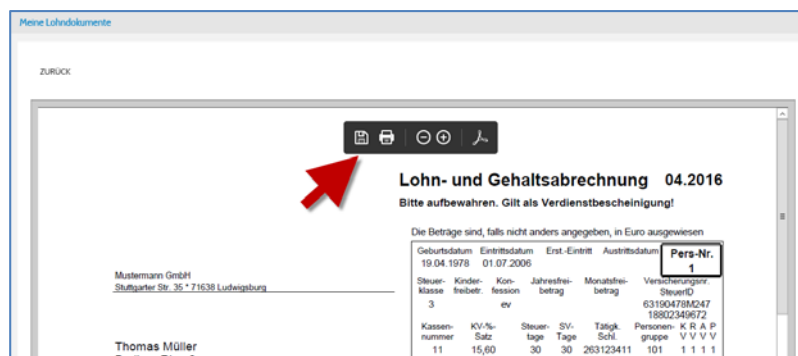 Meine Lohndokumente
ZURÜCK
Lohn- und Gehaltsabrechnung 04.2016
Bitte aufbewahren. Gilt als Verdienstbescheinigung!
Die Beträge sind, falls nicht anders angegeben, in Euro ausgewiesen
Geburtsdatum Eintrittsdatum Erst.-Eintritt Austrittsdatum Pers-Nr.
19.04.1978 01.07.2006 1
Mustermann GmbH
Stuttgarter Str. 35 * 71638 Ludwigsburg
Steuer- Kinder- Kon- Jahresfrei- Monatsfrei- Versicherungsnr.
klasse freibetr. fession betrag betrag SteuerID
3 ev 63190478M247
18802349672
Kassen- KV-%- Steuer- SV- Tätigk. Personen- K R A P
nummer Satz tage Tage Schl. gruppe V V V V
11 15,60 30 30 263123411 101 1 1 1 1
Thomas Müller